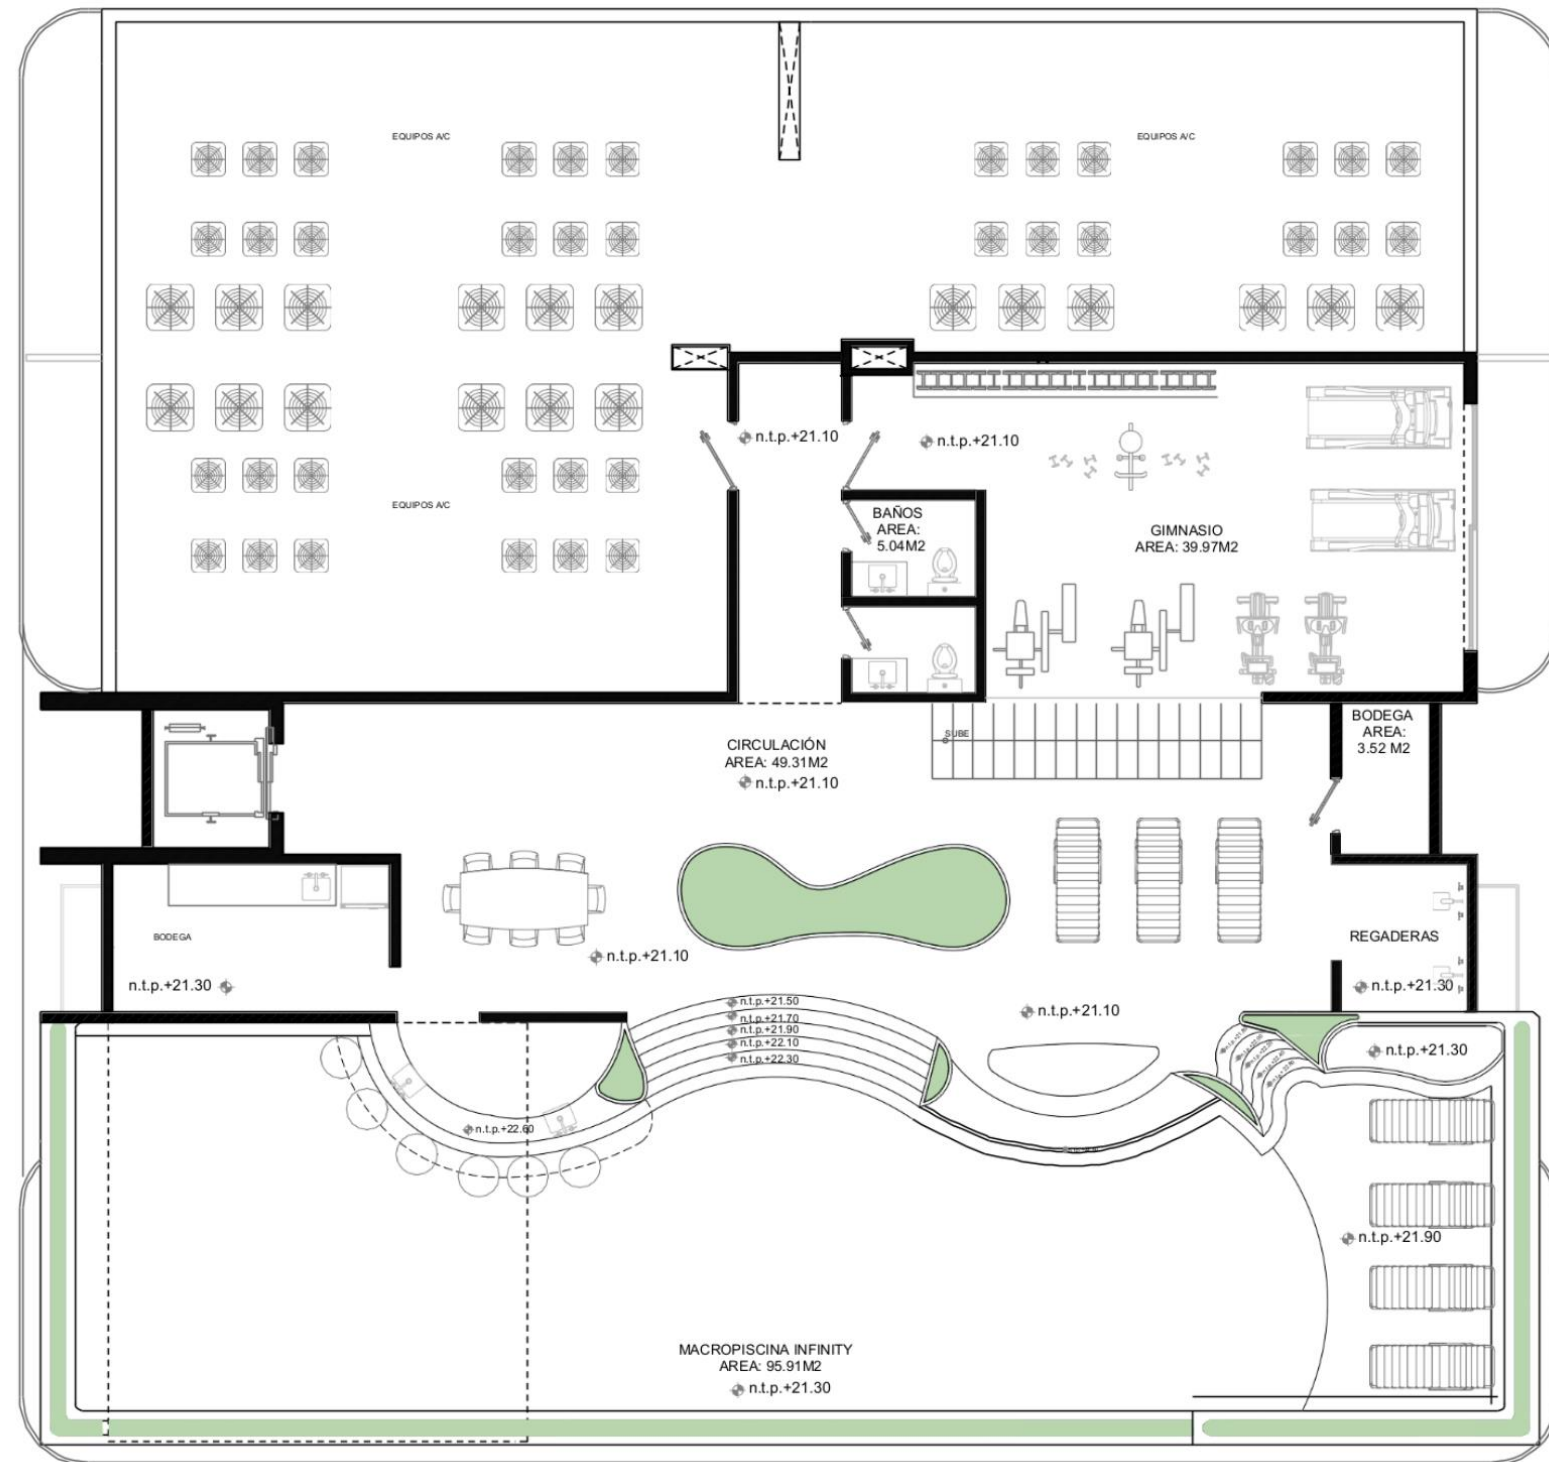 EQUIPOS A/C
EQUIPOS A/C
n.t.p.+21.10
n.t.p.+21.10
EQUIPOS A/C
BAÑOS
AREA:
5.04M2
GIMNASIO
AREA: 39.97M2
BODEGA
AREA:
3.52 M2
SUBE
CIRCULACIÓN
AREA: 49.31M2
n.t.p.+21.10
BODEGA
n.t.p.+21.30
n.t.p.+21.10
REGADERAS
n.t.p.+21.30
n.t.p.+21.50
n.t.p.+21.70
n.t.p.+21.90
n.t.p.+22.10
n.t.p.+22.30
n.t.p.+21.10
n.t.p.+21.30
n.t.p.+22.60
n.t.p.+21.90
MACROPISCINA INFINITY
AREA: 95.91M2
n.t.p.+21.30